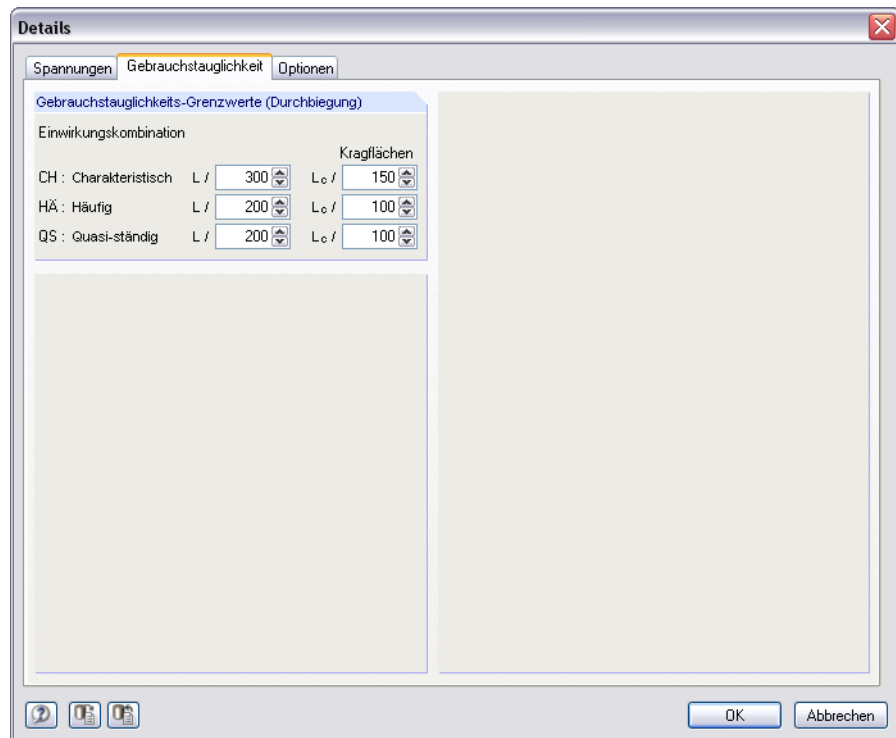 Details
Spannungen Gebrauchstauglichkeit Optionen
Gebrauchstauglichkeits-Grenzwerte (Durchbiegung)
Einwirkungskombination
Kragflächen
CH : Charakteristisch L / 300 Lc / 150
HÄ : Häufig L / 200 Lc / 100
QS : Quasi-ständig L / 200 Lc / 100
OK Abbrechen